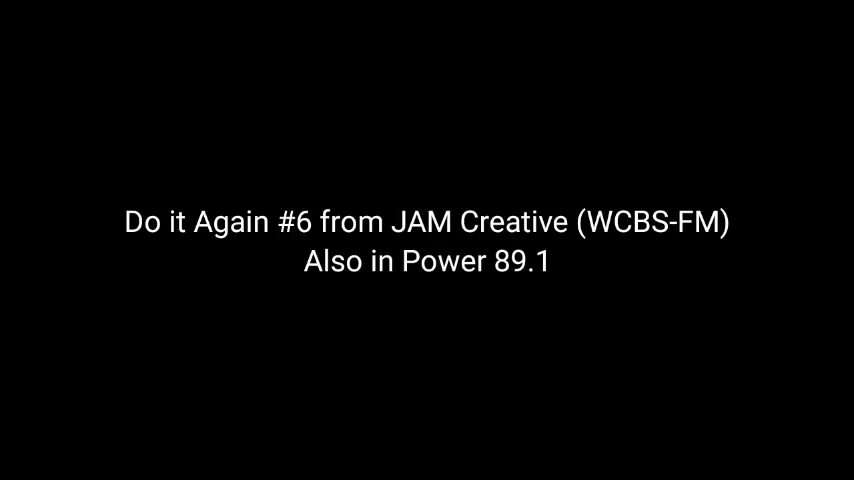 Do it Again #6 from JAM Creative (WCBS-FM)
Also in Power 89.1